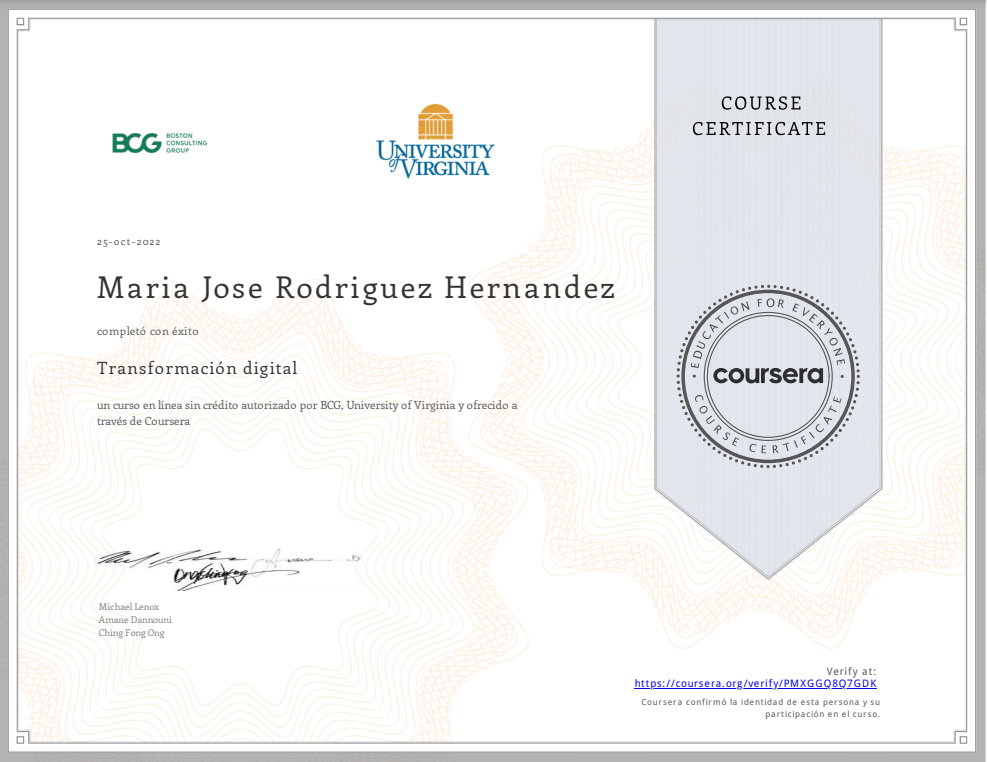 COURSE
CERTIFICATE
BCG
BOSTON
CONSULTING
GROUP
UNIVERSITY
of VIRGINIA
25-oct-2022
Maria Jose Rodriguez Hernandez
completó con éxito
Transformación digital
un curso en línea sin crédito autorizado por BCG, University of Virginia y ofrecido a
través de Coursera
EDUCATION FOR EVERYONE
coursera
COURSE CERTIFICATE
Michael Lenox
Amane Dannouni
Ching Fong Ong
Verify at:
https://coursera.org/verify/PMXGGQ8Q7GDK
Coursera confirmó la identidad de esta persona y su
participación en el curso.